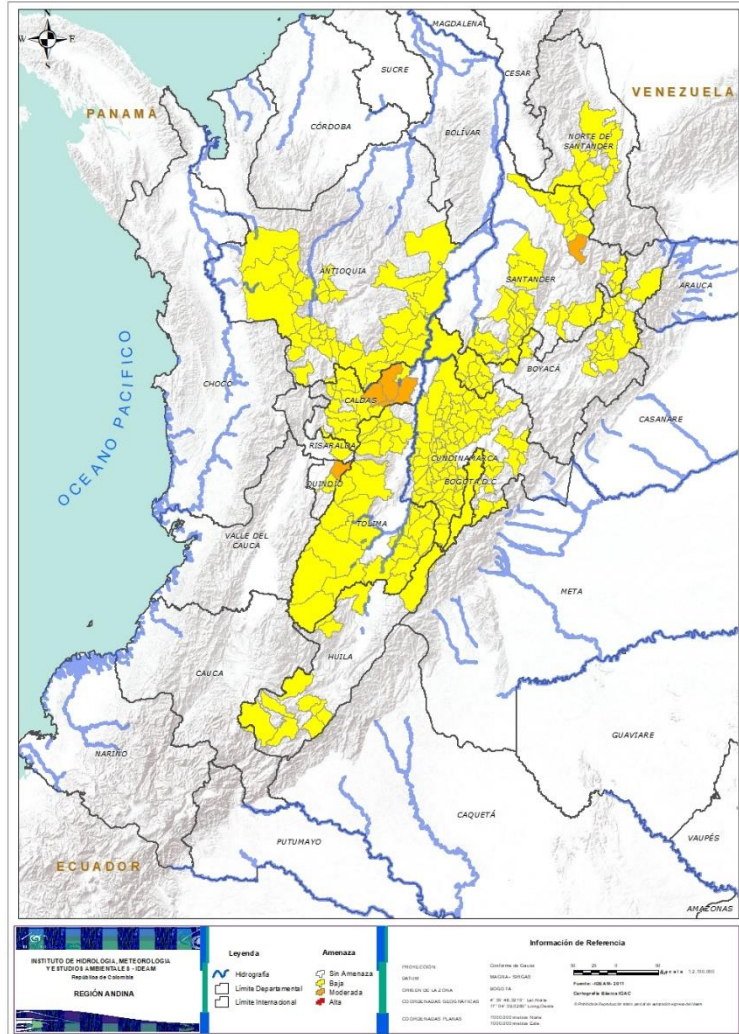 N
E
S
MAGDALENA
CESAR
SUCRE
VENEZUELA
PANAMÁ
CÓRDOBA
BOLÍVAR
NORTE DE
SANTANDER
ANTIOQUIA
SANTANDER
ARAUCA
OCEANO PACIFICO
CHOCÓ
BOYACÁ
CALDAS
CASANARE
RISARALDA
CUNDINAMARCA
QUINDIO
BOGOTÁ D.C.
TOLIMA
VALLE DEL
CAUCA
META
HUILA
CAUCA
GUAVIARE
NARIÑO
CAQUETÁ
PUTUMAYO
VAUPÉS
ECUADOR
AMAZONAS
INSTITUTO DE HIDROLOGIA, METEOROLOGIA
Y ESTUDIOS AMBIENTALES - IDEAM
República de Colombia
REGIÓN ANDINA
Leyenda
Hidrografía
Límite Departamental
Límite Internacional
Amenaza
Sin Amenaza
Baja
Moderada
Alta
Información de Referencia
PROYECCIÓN
Conforme de Gauss
DATUM
MAGNA-SIRGAS
ORIGEN DE LA ZONA
BOGOTÁ
COORDENADAS GEOGRÁFICAS
COORDENADAS PLANAS
Fuente: IDEAM- 2011
Cartografía Básica IGAC